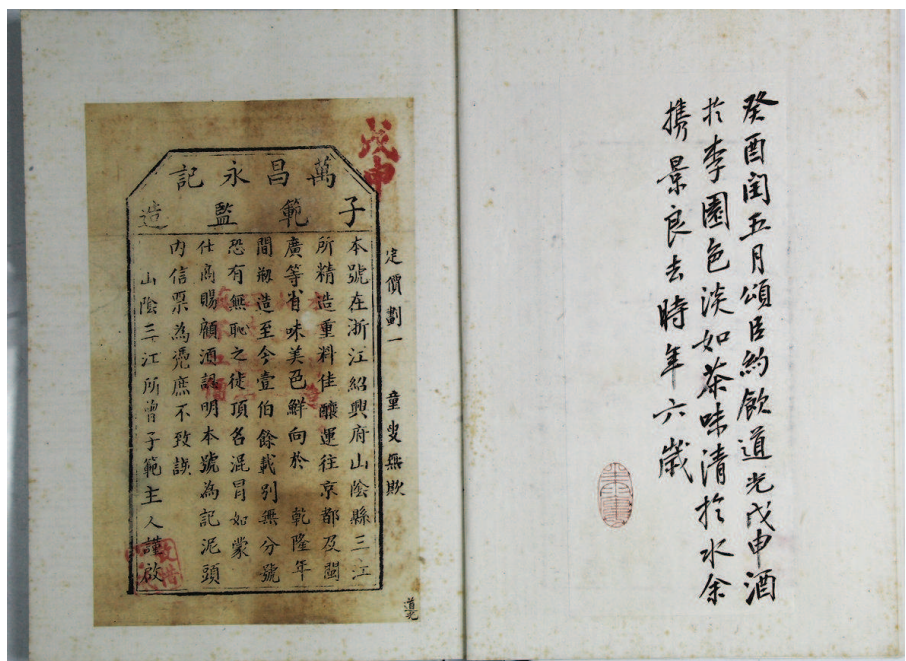 癸酉閏五月頌臣約飲道光戊申酒
於李園色淡如茶味清於水余
攜景良去時年六歲
戊申
萬昌永記
子範監造
定價劃一 童叟無欺
本號在浙江紹興府山陰縣三江
所精造重料佳釀運往京都及閩
廣等省味美色鮮向於 乾隆年
間瀚造至今壹伯餘載別無分號
恐有無恥之徒頂名混冒如蒙
仕商賜顧酒認明本號為記泥頭
內信票為憑庶不致誤
山陰三江所曾子範主人謹啟
道光